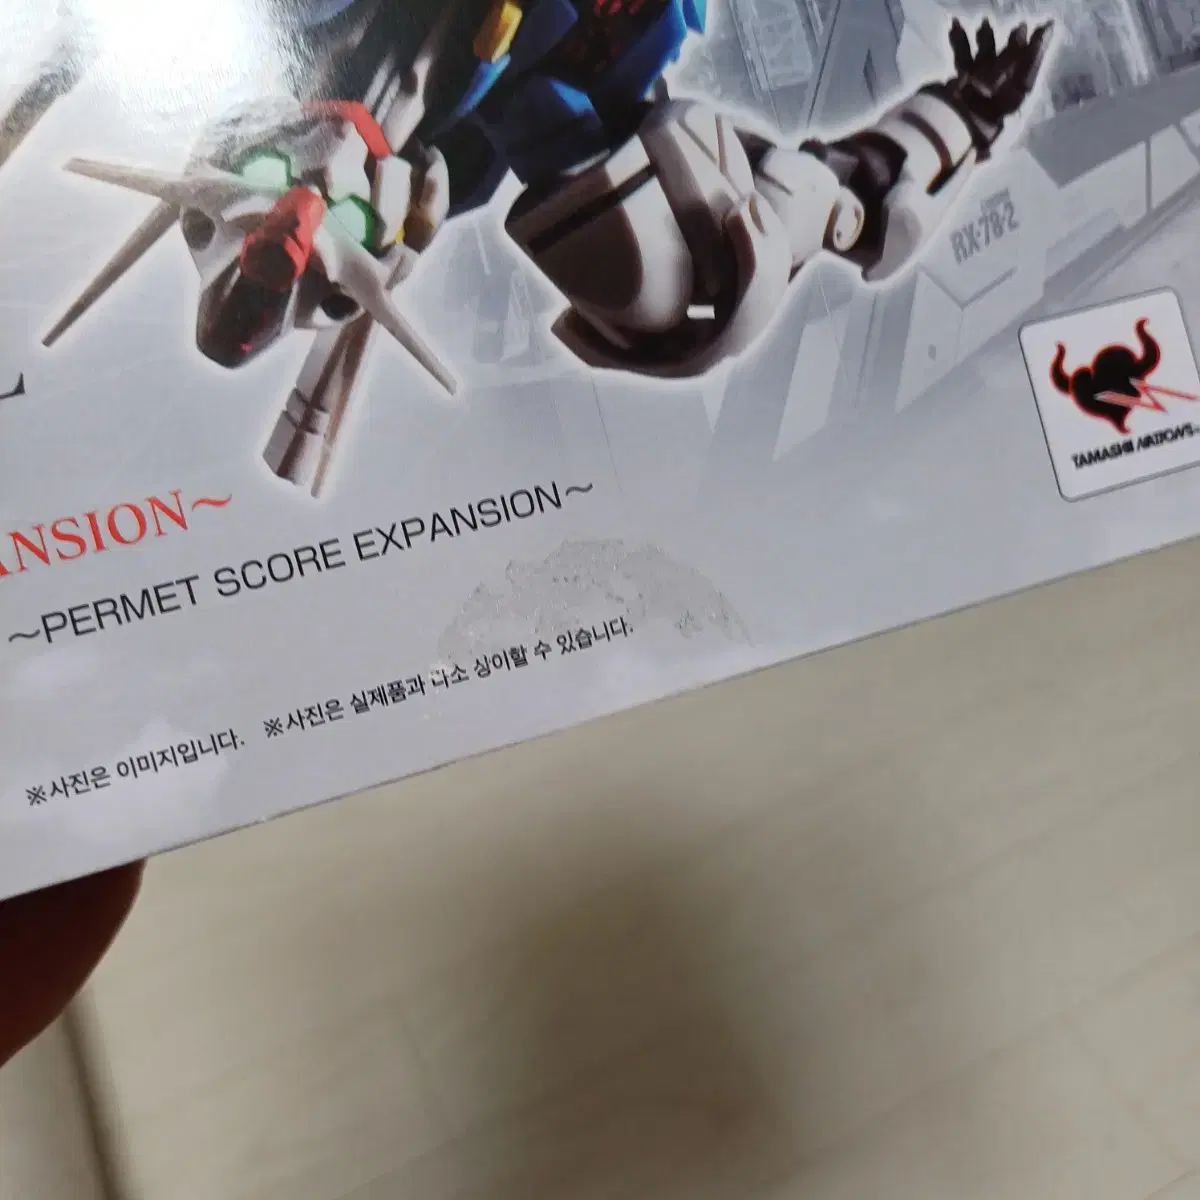 RX-78-2
TAMASHII NATIONS
ANSION～
～PERMET SCORE EXPANSION～
※사진은 이미지입니다. ※사진은 실제품과 다소 상이할 수 있습니다.